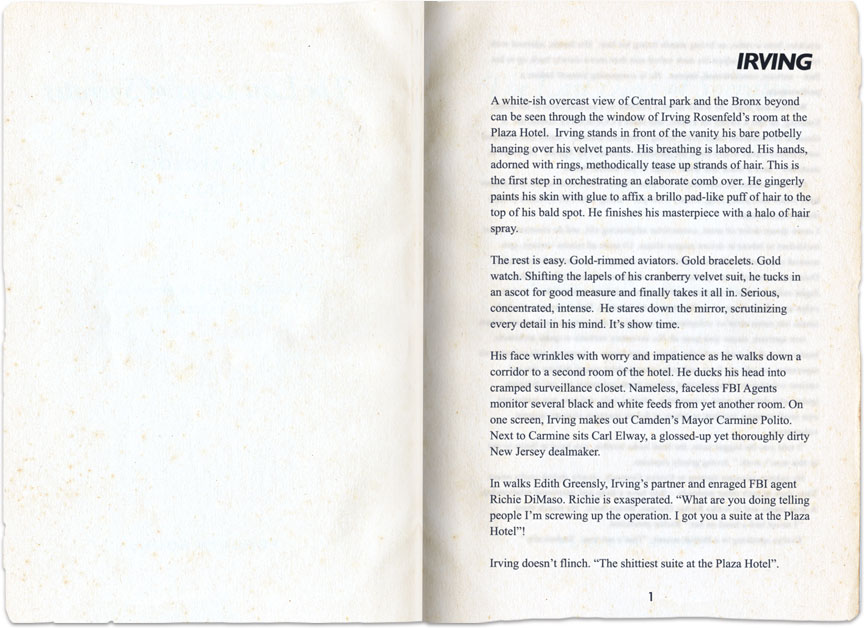 IRVING
A white-ish overcast view of Central park and the Bronx beyond
can be seen through the window of Irving Rosenfeld's room at the
Plaza Hotel.  Irving stands in front of the vanity his bare potbelly
hanging over his velvet pants. His breathing is labored. His hands,
adorned with rings, methodically tease up strands of hair. This is
the first step in orchestrating an elaborate comb over. He gingerly
paints his skin with glue to affix a brillo pad-like puff of hair to the
top of his bald spot. He finishes his masterpiece with a halo of hair
spray.
The rest is easy. Gold-rimmed aviators. Gold bracelets. Gold
watch. Shifting the lapels of his cranberry velvet suit, he tucks in
an ascot for good measure and finally takes it all in. Serious,
concentrated, intense.  He stares down the mirror, scrutinizing
every detail in his mind. It's show time.
His face wrinkles with worry and impatience as he walks down a
corridor to a second room of the hotel. He ducks his head into
cramped surveillance closet. Nameless, faceless FBI Agents
monitor several black and white feeds from yet another room. On
one screen, Irving makes out Camden's Mayor Carmine Polito.
Next to Carmine sits Carl Elway, a glossed-up yet thoroughly dirty
New Jersey dealmaker.
In walks Edith Greensly, Irving's partner and enraged FBI agent
Richie DiMaso. Richie is exasperated. “What are you doing telling
people I'm screwing up the operation. I got you a suite at the Plaza
Hotel”!
Irving doesn't flinch. “The shittiest suite at the Plaza Hotel”.
1